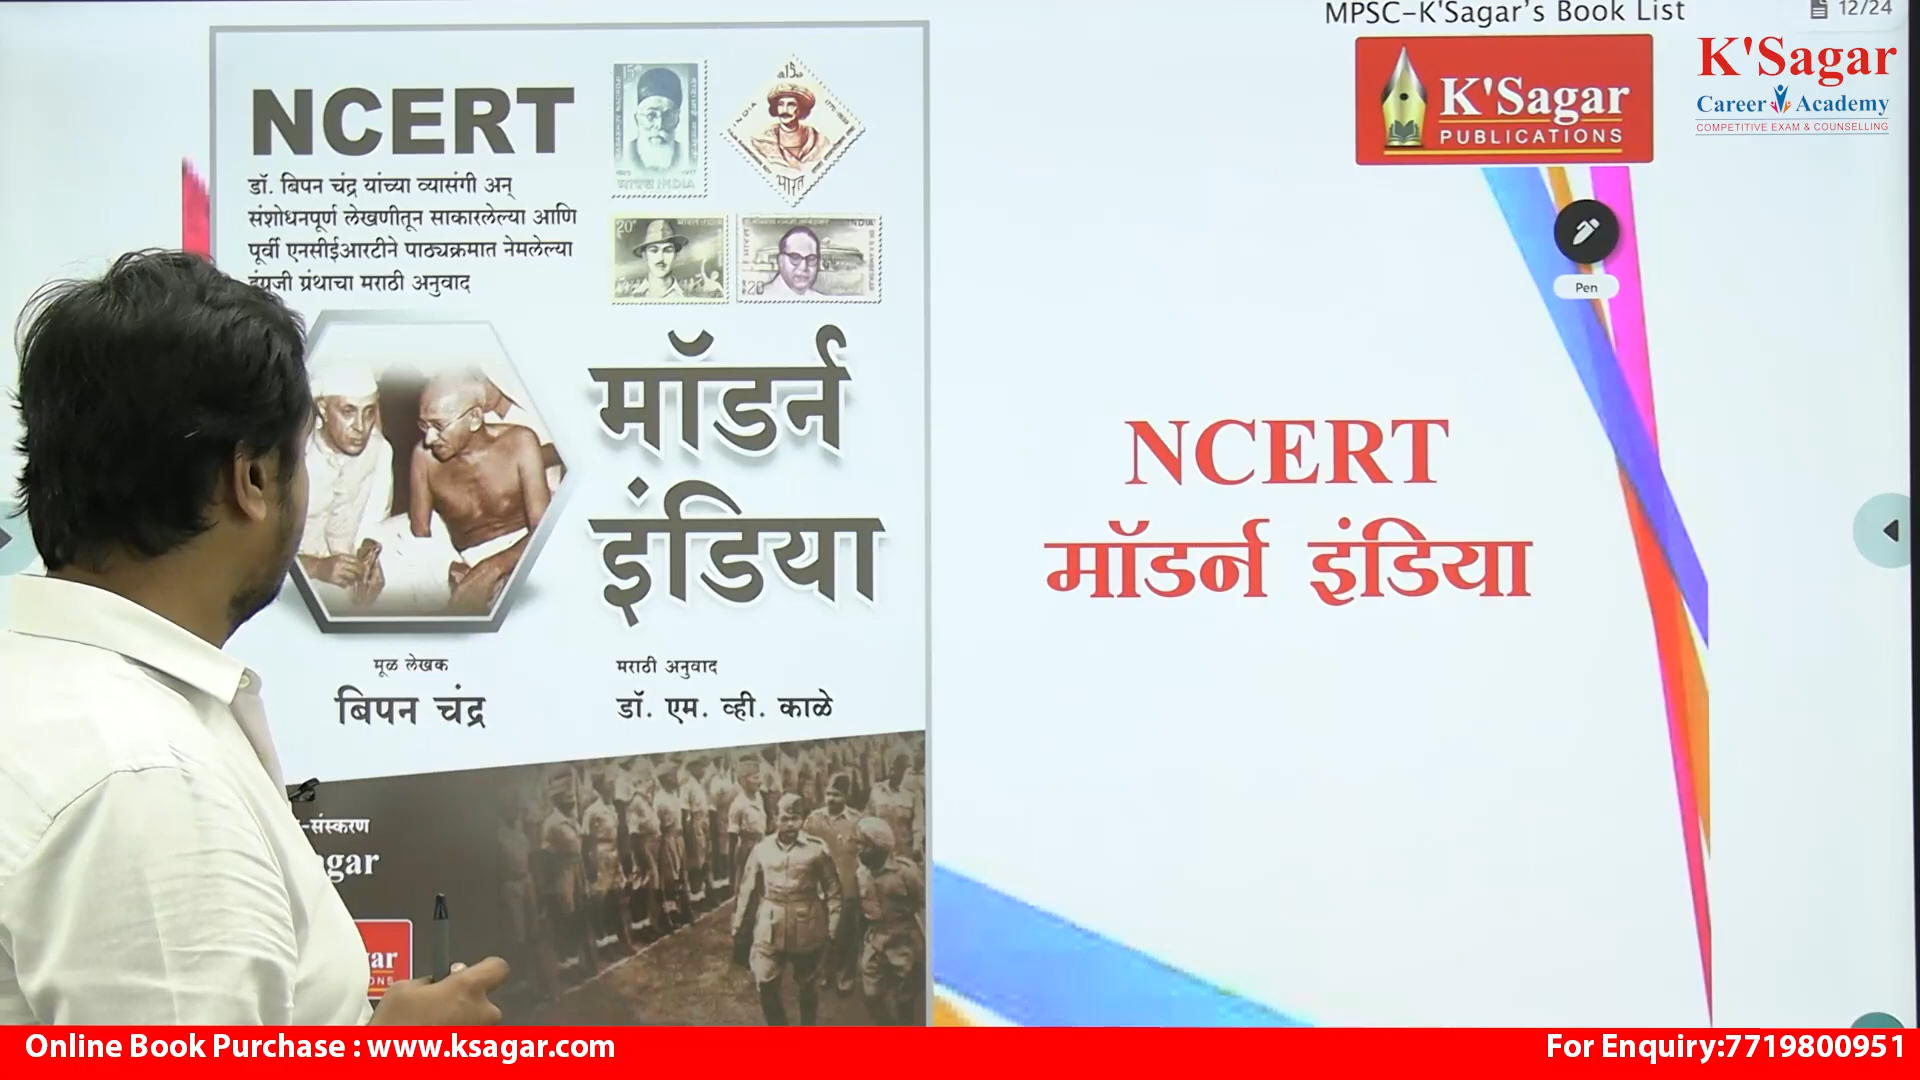 MPSC-K'Sagar's Book List
12/24
K'Sagar
PUBLICATIONS
K'Sagar
Career Academy
COMPETITIVE EXAM & COUNSELLING
NCERT
डॉ. बिपन चंद्र यांच्या व्यासंगी अन्
संशोधनपूर्ण लेखणीतून साकारलेल्या आणि
पूर्वी एनसीईआरटीने पाठ्यक्रमात नेमलेल्या
इंग्रजी ग्रंथाचा मराठी अनुवाद
मॉडर्न
इंडिया
मूळ लेखक
बिपन चंद्र
मराठी अनुवाद
डॉ. एम. व्ही. काळे
Pen
NCERT
मॉडर्न इंडिया
Online Book Purchase : www.ksagar.com
For Enquiry:7719800951